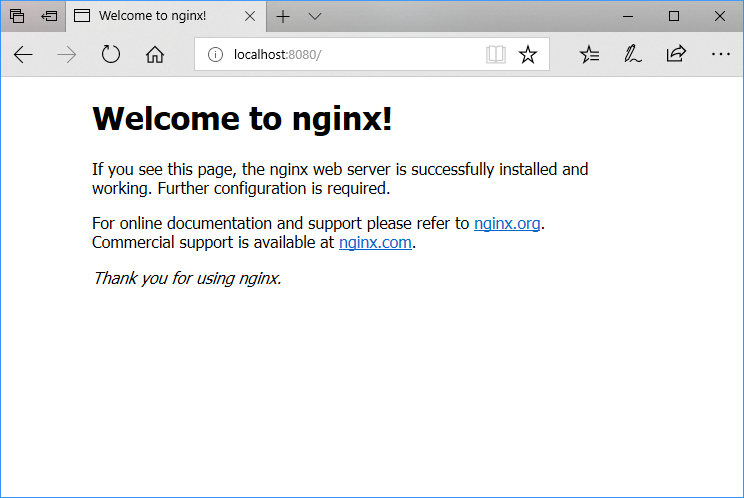 Welcome to nginx!
localhost:8080/
Welcome to nginx!
If you see this page, the nginx web server is successfully installed and
working. Further configuration is required.
For online documentation and support please refer to nginx.org.
Commercial support is available at nginx.com.
Thank you for using nginx.